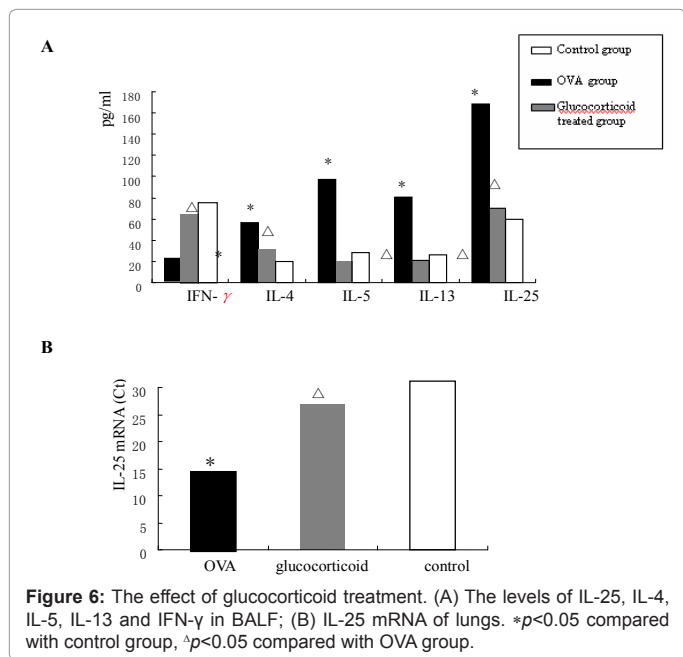 A
Control group
OVA group
Glucocorticoid
treated group
pg/ml
180
160
140
120
100
80
60
40
20
0
*
△
*
△
*
*
△
*
△
△
*
IFN- γ
IL-4
IL-5
IL-13
IL-25
B
IL-25 mRNA (Ct)
30
25
20
15
10
5
0
*
△
OVA
glucocorticoid
control
Figure 6: The effect of glucocorticoid treatment. (A) The levels of IL-25, IL-4,
IL-5, IL-13 and IFN-γ in BALF; (B) IL-25 mRNA of lungs. *p<0.05 compared
with control group, Δp<0.05 compared with OVA group.